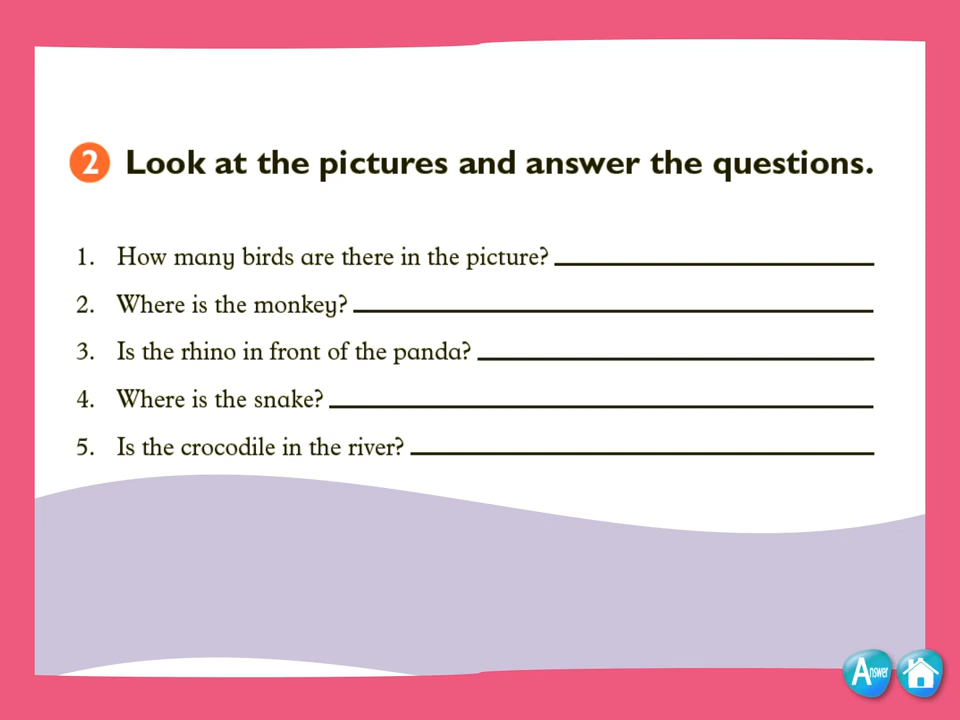 2 Look at the pictures and answer the questions.
1. How many birds are there in the picture?
2. Where is the monkey?
3. Is the rhino in front of the panda?
4. Where is the snake?
5. Is the crocodile in the river?
Answer